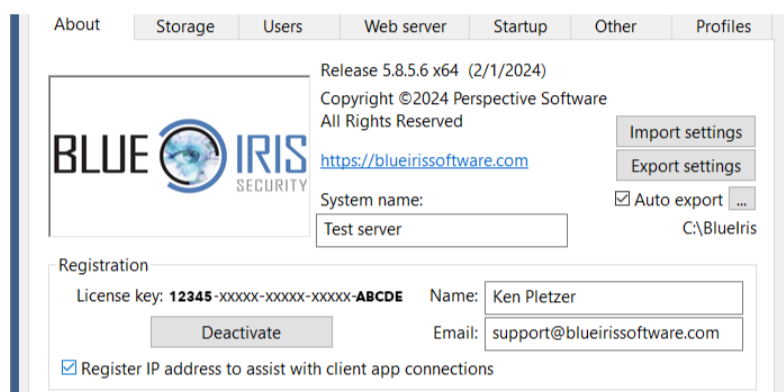 About Storage Users Web server Startup Other Profiles
Release 5.8.5.6 x64 (2/1/2024)
Copyright ©2024 Perspective Software
All Rights Reserved
BLUE IRIS
SECURITY
https://blueirissoftware.com
Import settings
Export settings
System name:
Auto export ...
Test server
C:\BlueIris
Registration
License key: 12345-xxxxx-xxxxx-xxxx-ABCDE Name: Ken Pletzer
Deactivate Email: support@blueirissoftware.com
Register IP address to assist with client app connections